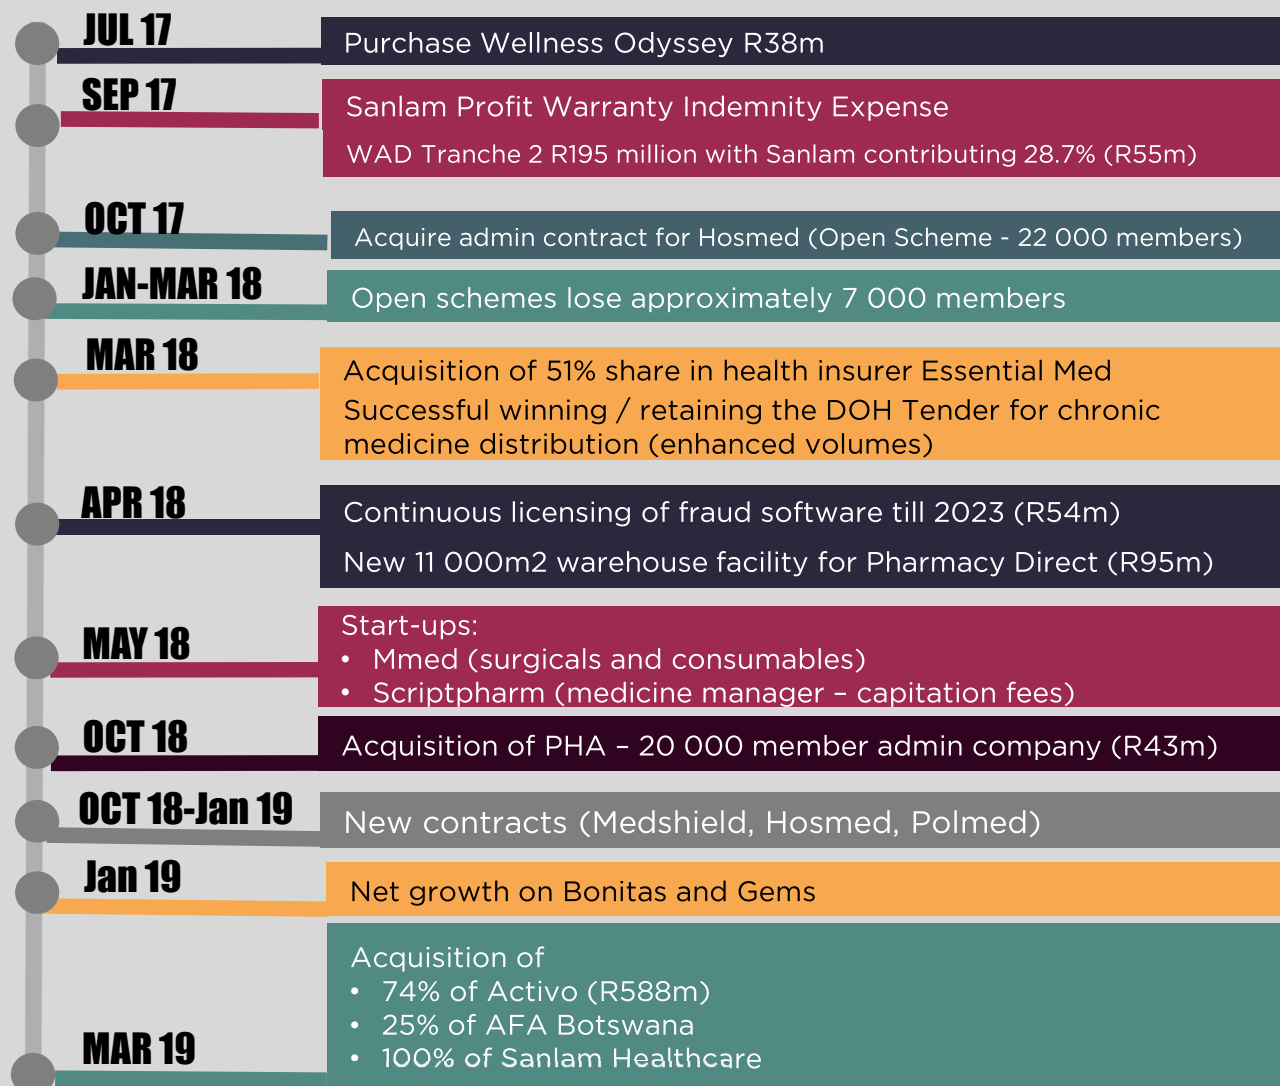 JUL 17
Purchase Wellness Odyssey R38m
SEP 17
Sanlam Profit Warranty Indemnity Expense
WAD Tranche 2 R195 million with Sanlam contributing 28.7% (R55m)
OCT 17
Acquire admin contract for Hosmed (Open Scheme - 22 000 members)
JAN-MAR 18
Open schemes lose approximately 7 000 members
MAR 18
Acquisition of 51% share in health insurer Essential Med
Successful winning / retaining the DOH Tender for chronic
medicine distribution (enhanced volumes)
APR 18
Continuous licensing of fraud software till 2023 (R54m)
New 11 000m2 warehouse facility for Pharmacy Direct (R95m)
MAY 18
Start-ups:
• Mmed (surgicals and consumables)
• Scriptpharm (medicine manager – capitation fees)
OCT 18
Acquisition of PHA – 20 000 member admin company (R43m)
OCT 18-Jan 19
New contracts (Medshield, Hosmed, Polmed)
Jan 19
Net growth on Bonitas and Gems
MAR 19
Acquisition of
• 74% of Activo (R588m)
• 25% of AFA Botswana
• 100% of Sanlam Healthcare